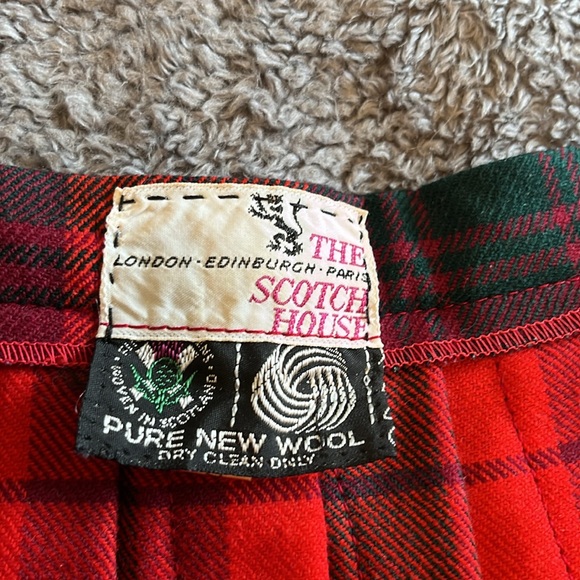 THE
LONDON · EDINBURGH · PARIS
SCOTCH
HOUSE
WOVEN IN SCOTLAND
PURE NEW WOOL
DRY CLEAN ONLY